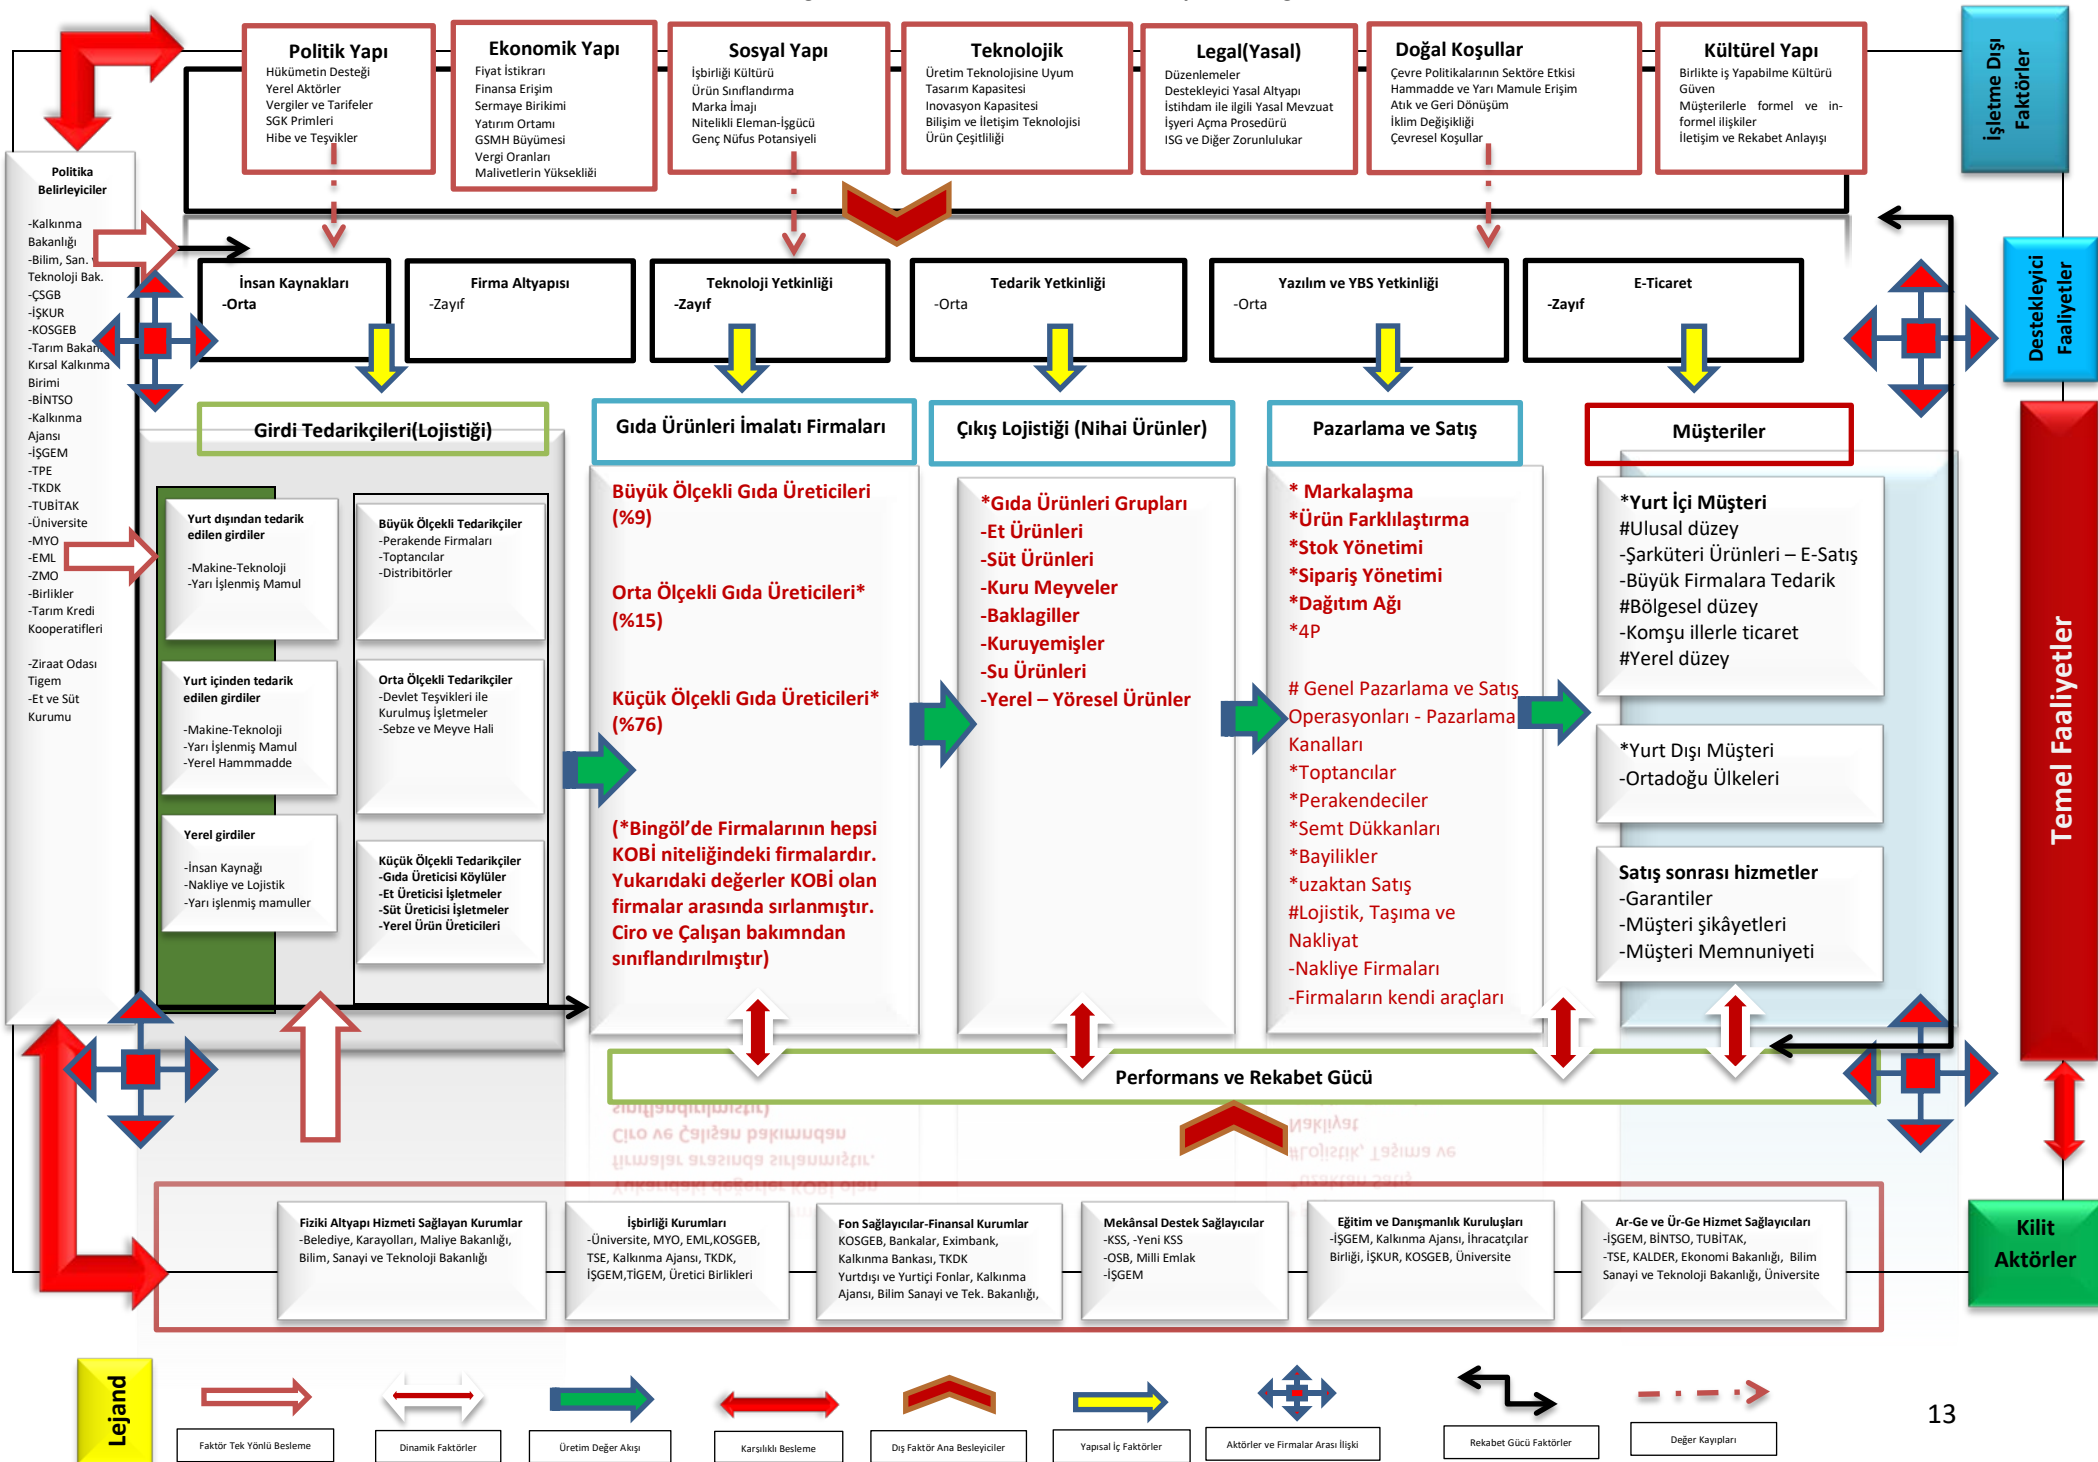 Politik Yapı
Hükümetin Desteği
Yerel Aktörler
Vergiler ve Tarifeler
SGK Primleri
Hibe ve Teşvikler
Ekonomik Yapı
Fiyat İstikrarı
Finansa Erişim
Sermaye Birikimi
Yatırım Ortamı
GSMH Büyümesi
Vergi Oranları
Malivetlerin Yüksekliği
Sosyal Yapı
İşbirliği Kültürü
Ürün Sınıflandırma
Marka İmajı
Nitelikli Eleman-İşgücü
Genç Nüfus Potansiyeli
Teknolojik
Üretim Teknolojisine Uyum
Tasarım Kapasitesi
Inovasyon Kapasitesi
Bilişim ve İletişim Teknolojisi
Ürün Çeşitliliği
Legal(Yasal)
Düzenlemeler
Destekleyici Yasal Altyapı
İstihdam ile ilgili Yasal Mevzuat
İşyeri Açma Prosedürü
ISG ve Diğer Zorunlulukar
Doğal Koşullar
Çevre Politikalarının Sektöre Etkisi
Hammadde ve Yarı Mamule Erişim
Atık ve Geri Dönüşüm
İklim Değişikliği
Çevresel Koşullar
Kültürel Yapı
Birlikte iş Yapabilme Kültürü
Güven
Müşterilerle formel ve in-
formel ilişkiler
İletişim ve Rekabet Anlayışı
İşletme Dışı
Faktörler
Politika
Belirleyiciler
-Kalkınma
Bakanlığı
-Bilim, San.
Teknoloji Bak.
-ÇSGB
-İŞKUR
-KOSGEB
-Tarım Bakan
Kırsal Kalkınma
Birimi
-BİNTSO
-Kalkınma
Ajansı
-İŞGEM
-TPE
-TKDK
-TUBİTAK
-Üniversite
-MYO
-EML
-ZMO
-Birlikler
-Tarım Kredi
Kooperatifleri
-Ziraat Odası
Tigem
-Et ve Süt
Kurumu
İnsan Kaynakları
-Orta
Firma Altyapısı
-Zayıf
Teknoloji Yetkinliği
-Zayıf
Tedarik Yetkinliği
-Orta
Yazılım ve YBS Yetkinliği
-Orta
E-Ticaret
-Zayıf
Destekleyici
Faaliyetler
Girdi Tedarikçileri(Lojistiği)
Yurt dışından tedarik
edilen girdiler
-Makine-Teknoloji
-Yarı İşlenmiş Mamul
Yurt içinden tedarik
edilen girdiler
-Makine-Teknoloji
-Yarı İşlenmiş Mamul
-Yerel Hammmadde
Yerel girdiler
-İnsan Kaynağı
-Nakliye ve Lojistik
-Yarı işlenmiş mamuller
Büyük Ölçekli Tedarikçiler
-Perakende Firmaları
-Toptancılar
-Distribitörler
Orta Ölçekli Tedarikçiler
-Devlet Teşvikleri ile
Kurulmuş İşletmeler
-Sebze ve Meyve Hali
Küçük Ölçekli Tedarikçiler
-Gıda Üreticisi Köylüler
-Et Üreticisi İşletmeler
-Süt Üreticisi İşletmeler
-Yerel Ürün Üreticileri
Gıda Ürünleri İmalatı Firmaları
Büyük Ölçekli Gıda Üreticileri
(%9)
Orta Ölçekli Gıda Üreticileri*
(%15)
Küçük Ölçekli Gıda Üreticileri*
(%76)
(*Bingöl’de Firmalarının hepsi
KOBİ niteliğindeki firmalardır.
Yukarıdaki değerler KOBİ olan
firmalar arasında sırlanmıştır.
Ciro ve Çalışan bakımndan
sınıflandırılmıştır)
Çıkış Lojistiği (Nihai Ürünler)
*Gıda Ürünleri Grupları
-Et Ürünleri
-Süt Ürünleri
-Kuru Meyveler
-Baklagiller
-Kuruyemişler
-Su Ürünleri
-Yerel – Yöresel Ürünler
Pazarlama ve Satış
* Markalaşma
*Ürün Farklılaştırma
*Stok Yönetimi
*Sipariş Yönetimi
*Dağıtım Ağı
*4P
# Genel Pazarlama ve Satış
Operasyonları - Pazarlama
Kanalları
*Toptancılar
*Perakendeciler
*Semt Dükkanları
*Bayilikler
*uzaktan Satış
#Lojistik, Taşıma ve
Nakliyat
-Nakliye Firmaları
-Firmaların kendi araçları
Müşteriler
*Yurt İçi Müşteri
#Ulusal düzey
-Şarküteri Ürünleri – E-Satış
-Büyük Firmalara Tedarik
#Bölgesel düzey
-Komşu illerle ticaret
#Yerel düzey
*Yurt Dışı Müşteri
-Ortadoğu Ülkeleri
Satış sonrası hizmetler
-Garantiler
-Müşteri şikâyetleri
-Müşteri Memnuniyeti
Temel Faaliyetler
Performans ve Rekabet Gücü
Fiziki Altyapı Hizmeti Sağlayan Kurumlar
-Belediye, Karayolları, Maliye Bakanlığı,
Bilim, Sanayi ve Teknoloji Bakanlığı
İşbirliği Kurumları
-Üniversite, MYO, EML,KOSGEB,
TSE, Kalkınma Ajansı, TKDK,
İŞGEM,TİGEM, Üretici Birlikleri
Fon Sağlayıcılar-Finansal Kurumlar
KOSGEB, Bankalar, Eximbank,
Kalkınma Bankası, TKDK
Yurtdışı ve Yurtiçi Fonlar, Kalkınma
Ajansı, Bilim Sanayi ve Tek. Bakanlığı,
Mekânsal Destek Sağlayıcılar
-KSS, -Yeni KSS
-OSB, Milli Emlak
-İŞGEM
Eğitim ve Danışmanlık Kuruluşları
-İŞGEM, Kalkınma Ajansı, İhracatçılar
Birliği, İŞKUR, KOSGEB, Üniversite
Ar-Ge ve Ür-Ge Hizmet Sağlayıcıları
-İŞGEM, BİNTSO, TUBİTAK,
-TSE, KALDER, Ekonomi Bakanlığı, Bilim
Sanayi ve Teknoloji Bakanlığı, Üniversite
Kilit
Aktörler
Lejand
Faktör Tek Yönlü Besleme
Dinamik Faktörler
Üretim Değer Akışı
Karşılıklı Besleme
Dış Faktör Ana Besleyiciler
Yapısal İç Faktörler
Aktörler ve Firmalar Arası İlişki
Rekabet Gücü Faktörler
Değer Kayıpları
13